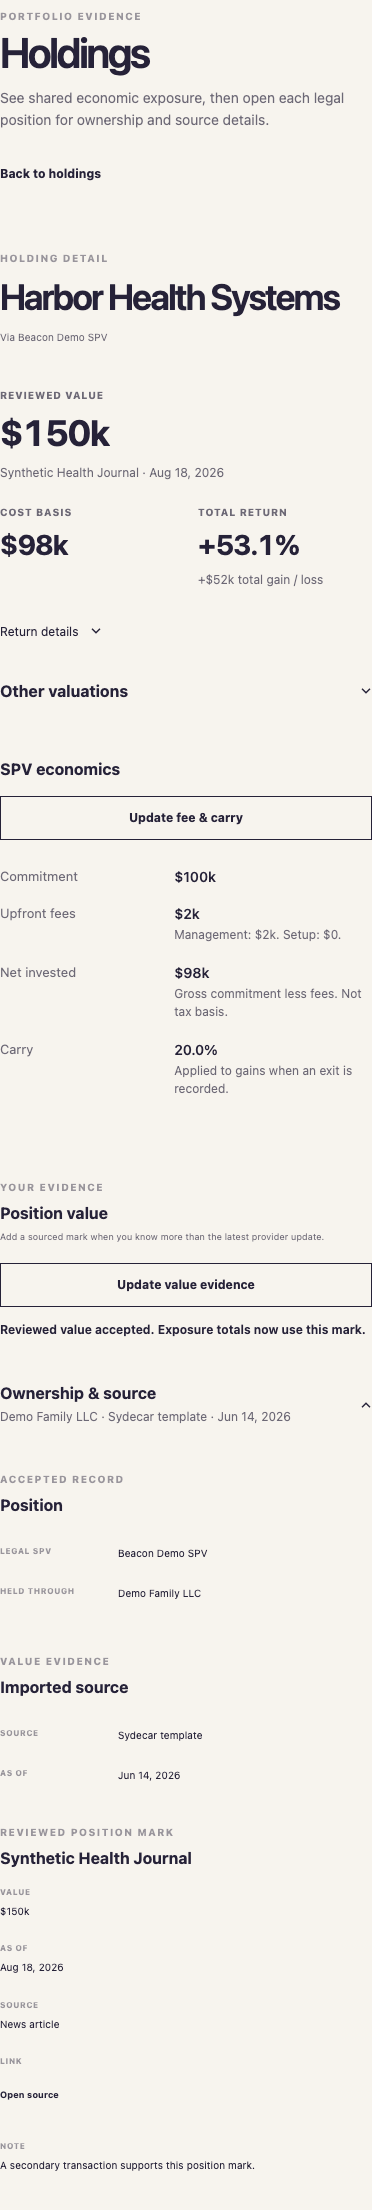 PORTFOLIO EVIDENCE
Holdings
See shared economic exposure, then open each legal
position for ownership and source details.
Back to holdings
HOLDING DETAIL
Harbor Health Systems
Via Beacon Demo SPV
REVIEWED VALUE
$150k
Synthetic Health Journal · Aug 18, 2026
COST BASIS
$98k
TOTAL RETURN
+53.1%
+$52k total gain / loss
Return details
Other valuations
SPV economics
Update fee & carry
Commitment
$100k
Upfront fees
$2k
Management: $2k. Setup: $0.
Net invested
$98k
Gross commitment less fees. Not
tax basis.
Carry
20.0%
Applied to gains when an exit is
recorded.
YOUR EVIDENCE
Position value
Add a sourced mark when you know more than the latest provider update.
Update value evidence
Reviewed value accepted. Exposure totals now use this mark.
Ownership & source
Demo Family LLC · Sydecar template · Jun 14, 2026
ACCEPTED RECORD
Position
LEGAL SPV
Beacon Demo SPV
HELD THROUGH
Demo Family LLC
VALUE EVIDENCE
Imported source
SOURCE
Sydecar template
AS OF
Jun 14, 2026
REVIEWED POSITION MARK
Synthetic Health Journal
VALUE
$150k
AS OF
Aug 18, 2026
SOURCE
News article
LINK
Open source
NOTE
A secondary transaction supports this position mark.